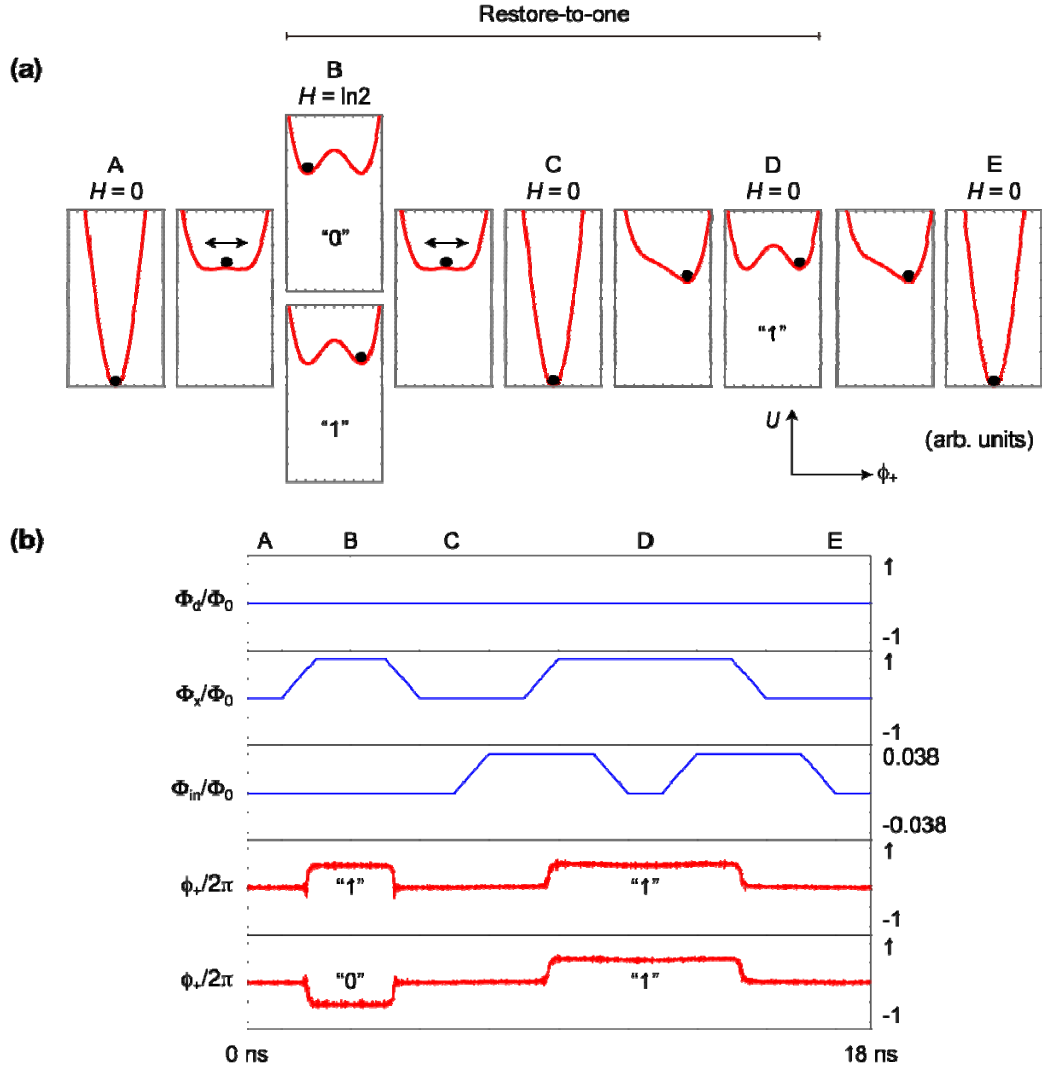 Restore-to-one
(a)
B
H = ln2
A
H = 0
C
H = 0
D
H = 0
E
H = 0
“0”
“1”
“1”
U
ϕ+
(arb. units)
(b)
A B C D E
Φd/Φ0
1
-1
Φx/Φ0
1
-1
Φin/Φ0
0.038
-0.038
ϕ+/2π
“1”
“1”
1
-1
ϕ+/2π
“0”
“1”
1
-1
0 ns
18 ns